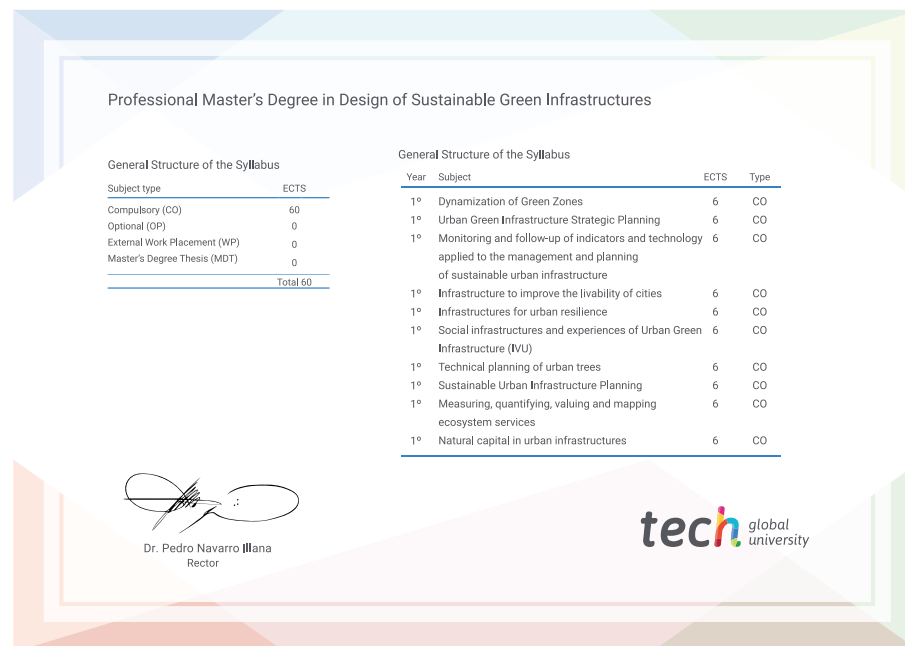 Professional Master's Degree in Design of Sustainable Green Infrastructures
General Structure of the Syllabus
Subject type ECTS
Compulsory (CO) 60
Optional (OP) 0
External Work Placement (WP) 0
Master's Degree Thesis (MDT) 0
Total 60
General Structure of the Syllabus
Year Subject ECTS Type
1º Dynamization of Green Zones 6 CO
1º Urban Green Infrastructure Strategic Planning 6 CO
1º Monitoring and follow-up of indicators and technology 6 CO
applied to the management and planning
of sustainable urban infrastructure
1º Infrastructure to improve the livability of cities 6 CO
1º Infrastructures for urban resilience 6 CO
1º Social infrastructures and experiences of Urban Green 6 CO
Infrastructure (IVU)
1º Technical planning of urban trees 6 CO
1º Sustainable Urban Infrastructure Planning 6 CO
1º Measuring, quantifying, valuing and mapping 6 CO
ecosystem services
1º Natural capital in urban infrastructures 6 CO
Dr. Pedro Navarro Illana
Rector
tech global
university